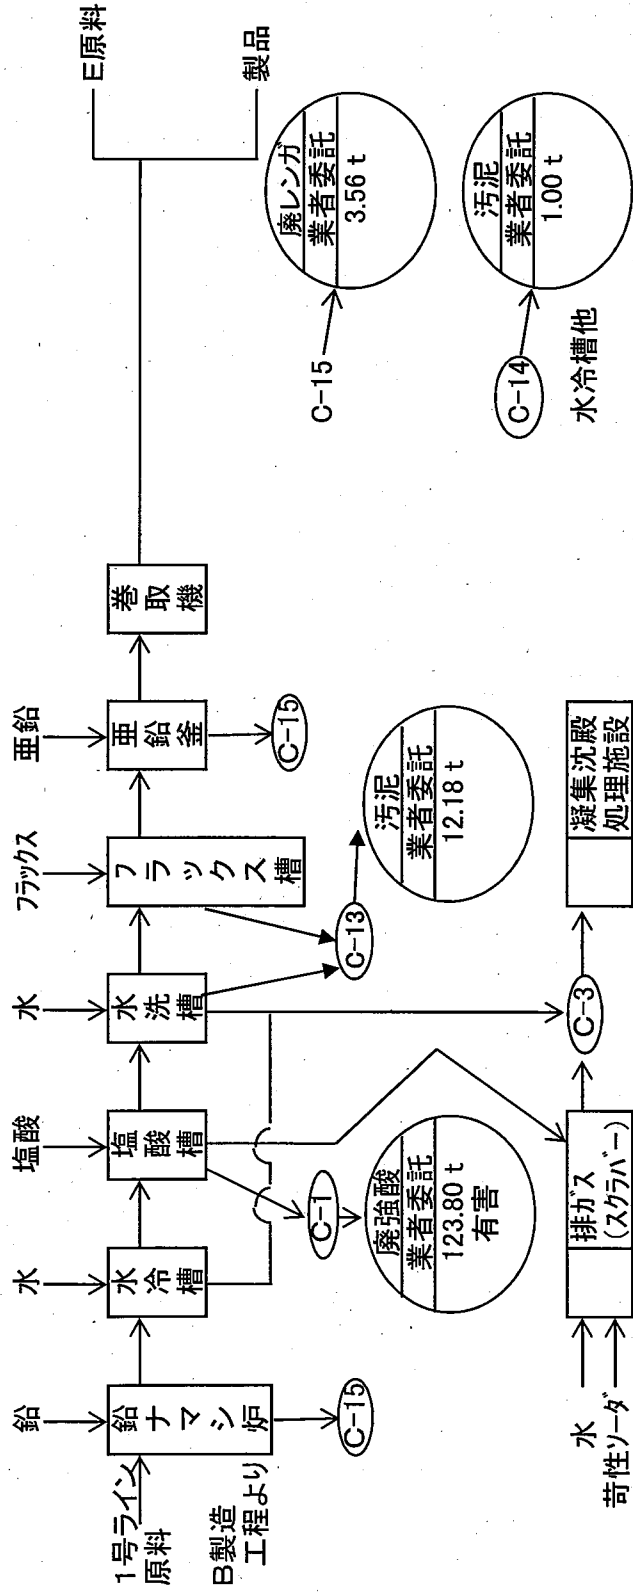 鉛
水
塩酸
水
フラックス
亜鉛
1号ライン
原料
B製造
工程より
鉛ナマシ炉
水冷槽
塩酸槽
水洗槽
フラックス槽
亜鉛釜
巻取機
E原料
製品
C-15
C-1
C-13
C-15
廃強酸
業者委託
123.80 t
有害
汚泥
業者委託
12.18 t
C-15
廃レンガ
業者委託
3.56 t
C-14
水冷槽他
汚泥
業者委託
1.00 t
水
苛性ソーダ
排ガス
(スクラバー)
C-3
凝集沈殿
処理施設